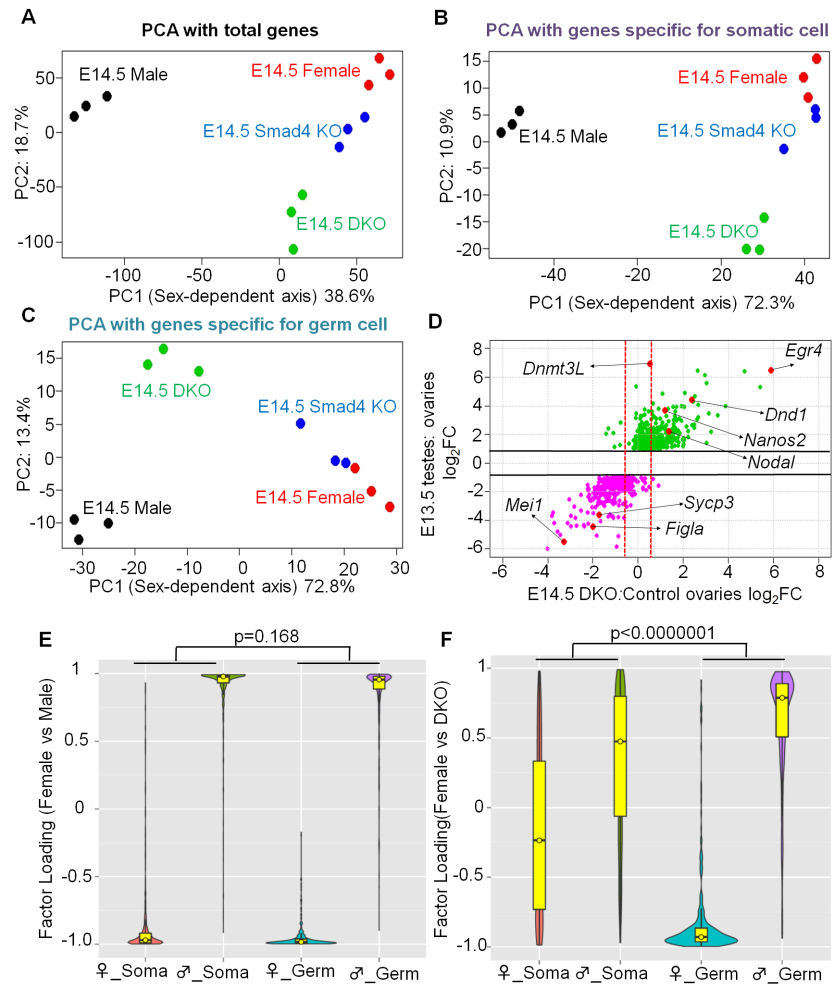 A
PCA with total genes
E14.5 Male
E14.5 Female
E14.5 Smad4 KO
E14.5 DKO
PC2: 18.7%
50
0
-50
-100
-100
-50
0
50
PC1 (Sex-dependent axis) 38.6%
B
PCA with genes specific for somatic cell
E14.5 Female
E14.5 Smad4 KO
E14.5 Male
E14.5 DKO
PC2: 10.9%
15
10
5
0
-5
-10
-15
-20
-40
-20
0
20
40
PC1 (Sex-dependent axis) 72.3%
C
PCA with genes specific for germ cell
E14.5 DKO
E14.5 Smad4 KO
E14.5 Male
E14.5 Female
PC2: 13.4%
15
10
5
0
-5
-10
-30
-20
-10
0
10
20
30
PC1 (Sex-dependent axis) 72.8%
D
Dnmt3L
Egr4
Dnd1
Nanos2
Nodal
Mei1
Sycp3
Figla
E13.5 testes: ovaries
log2FC
8
6
4
2
0
-2
-4
-6
-6
-4
-2
0
2
4
6
8
E14.5 DKO:Control ovaries log2FC
E
p=0.168
Factor Loading (Female vs Male)
1
0.5
0
-0.5
-1.0
♀_Soma
♂_Soma
♀_Germ
♂_Germ
F
p<0.0000001
Factor Loading(Female vs DKO)
1
0.5
0
-0.5
-1.0
♀_Soma
♂_Soma
♀_Germ
♂_Germ